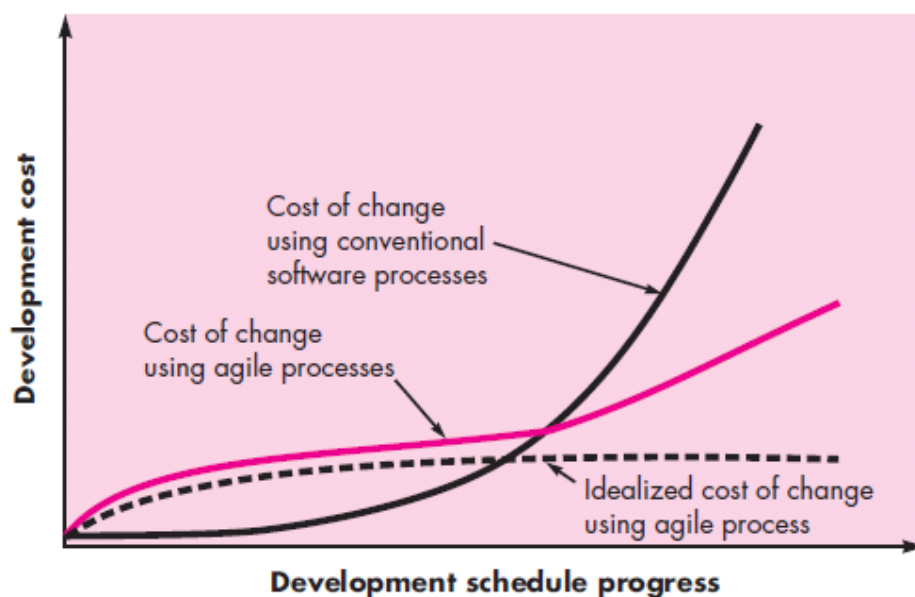 Development cost
Cost of change
using conventional
software processes
Cost of change
using agile processes
Idealized cost of change
using agile process
Development schedule progress